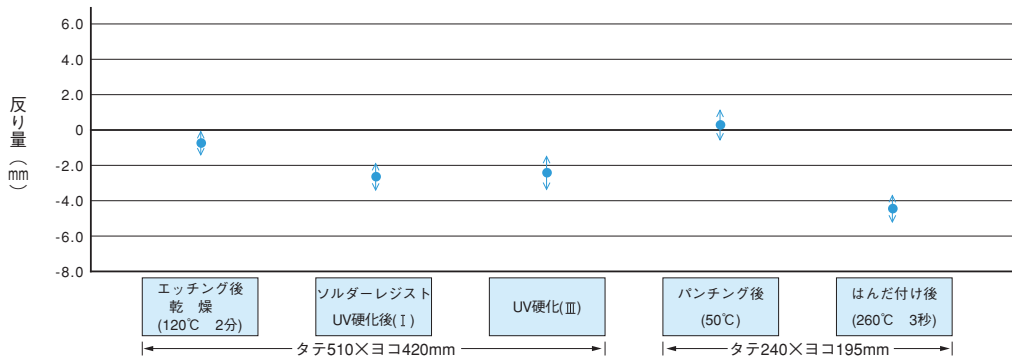 6.0
4.0
2.0
0
-2.0
-4.0
-6.0
-8.0
反り量（mm）
エッチング後
乾　燥
(120℃　2分)
ソルダーレジスト
UV硬化後(Ⅰ)
UV硬化(Ⅲ)
パンチング後
(50℃)
はんだ付け後
(260℃　3秒)
タテ510×ヨコ420mm
タテ240×ヨコ195mm